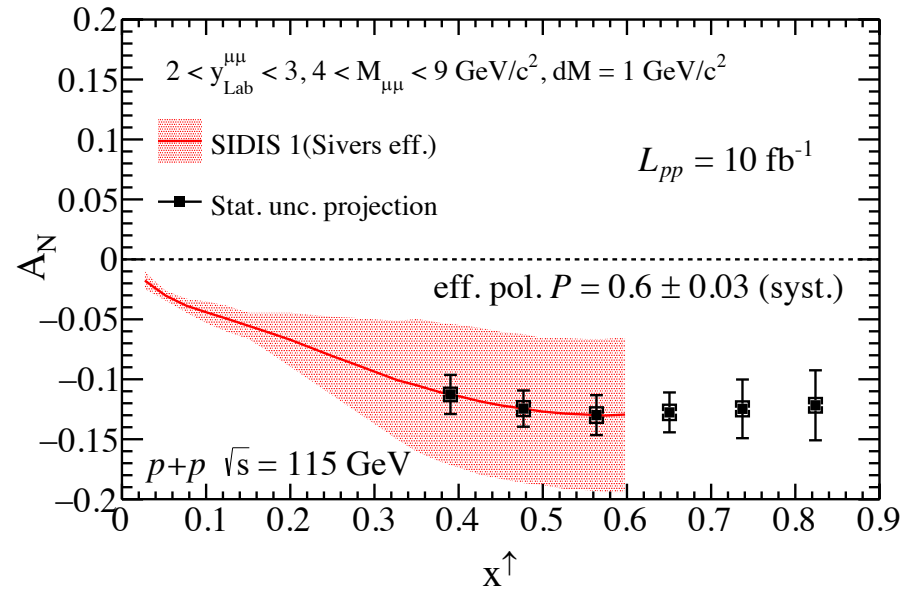 0.2
2 < y^μμ_Lab < 3, 4 < M_μμ < 9 GeV/c², dM = 1 GeV/c²
0.15
SIDIS 1(Sivers eff.)
0.1
L_pp = 10 fb⁻¹
Stat. unc. projection
0.05
A_N
0
eff. pol. P = 0.6 ± 0.03 (syst.)
−0.05
−0.1
−0.15
p+p √s = 115 GeV
−0.2
0 0.1 0.2 0.3 0.4 0.5 0.6 0.7 0.8 0.9
x↑